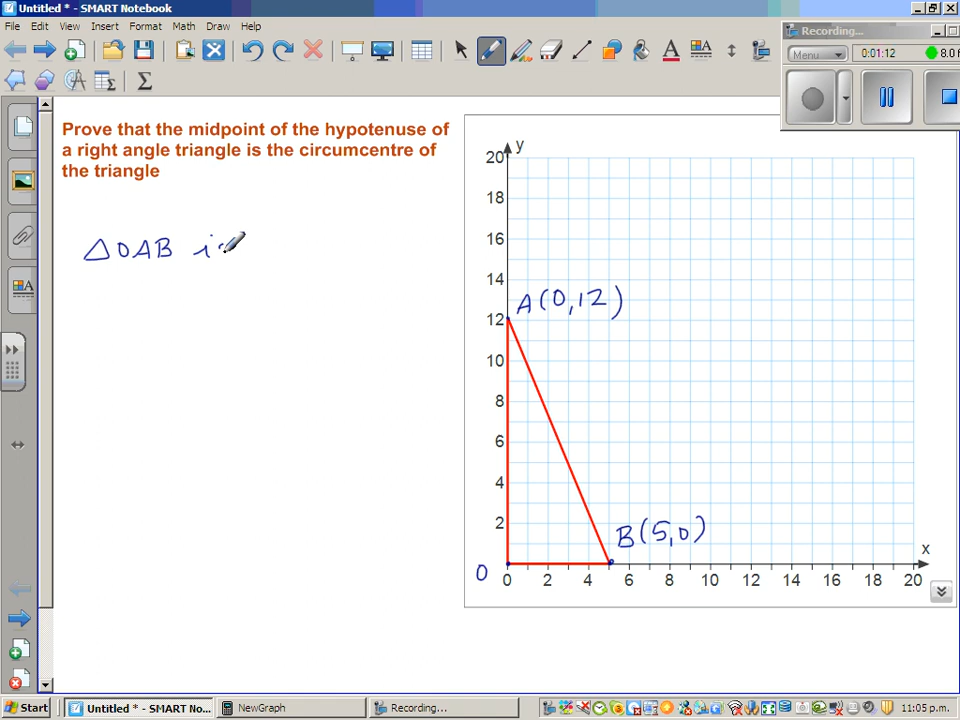 Untitled * - SMART Notebook
File Edit View Insert Format Math Draw Help
Recording...
Menu 0:01:12 8.0
Prove that the midpoint of the hypotenuse of
a right angle triangle is the circumcentre of
the triangle
△OAB is
y
20
18
16
14
12
10
8
6
4
2
A(0,12)
B(5,0)
x
O
0 2 4 6 8 10 12 14 16 18 20
Start Untitled * - SMART No... NewGraph Recording... 11:05 p.m.